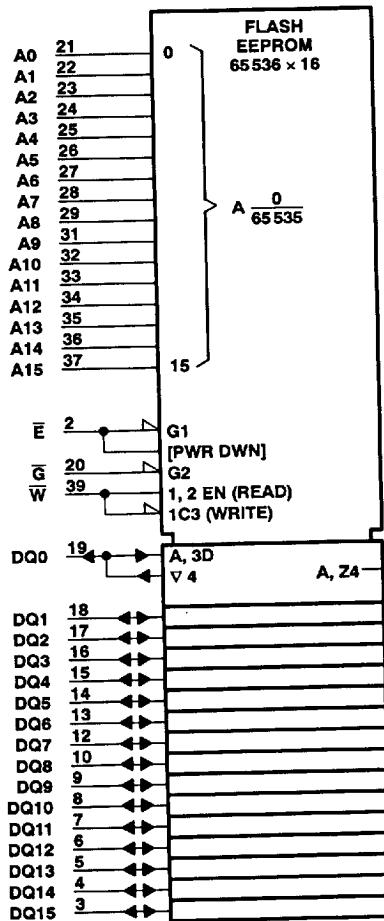 FLASH
EEPROM
65 536 × 16
A0 21 0
A1 22
A2 23
A3 24
A4 25
A5 26
A6 27
A7 28
A8 29 A 0/65 535
A9 31
A10 32
A11 33
A12 34
A13 35
A14 36
A15 37 15
E̅ 2 G1
[PWR DWN]
G̅ 20 G2
W̅ 39 1, 2 EN (READ)
1C3 (WRITE)
DQ0 19 A, 3D
∇ 4 A, Z4
DQ1 18
DQ2 17
DQ3 16
DQ4 15
DQ5 14
DQ6 13
DQ7 12
DQ8 10
DQ9 9
DQ10 8
DQ11 7
DQ12 6
DQ13 5
DQ14 4
DQ15 3